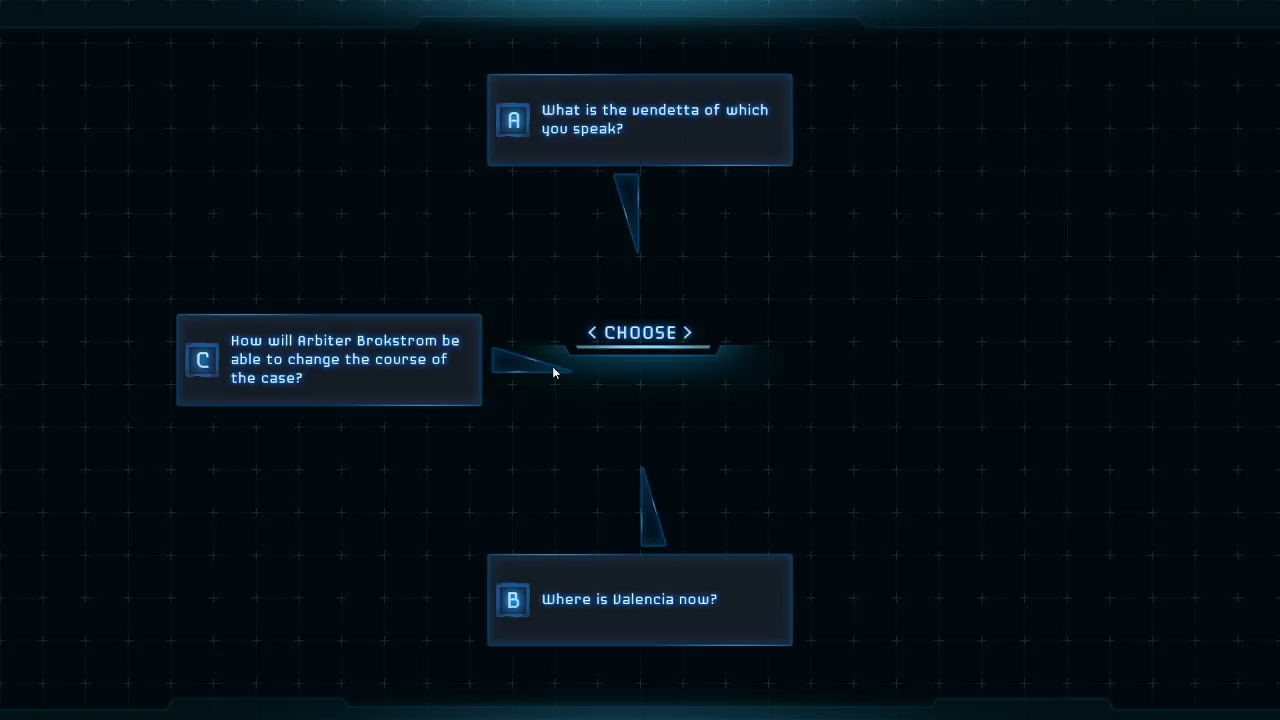 A
What is the vendetta of which
you speak?
< CHOOSE >
C
How will Arbiter Brokstrom be
able to change the course of
the case?
B
Where is Valencia now?